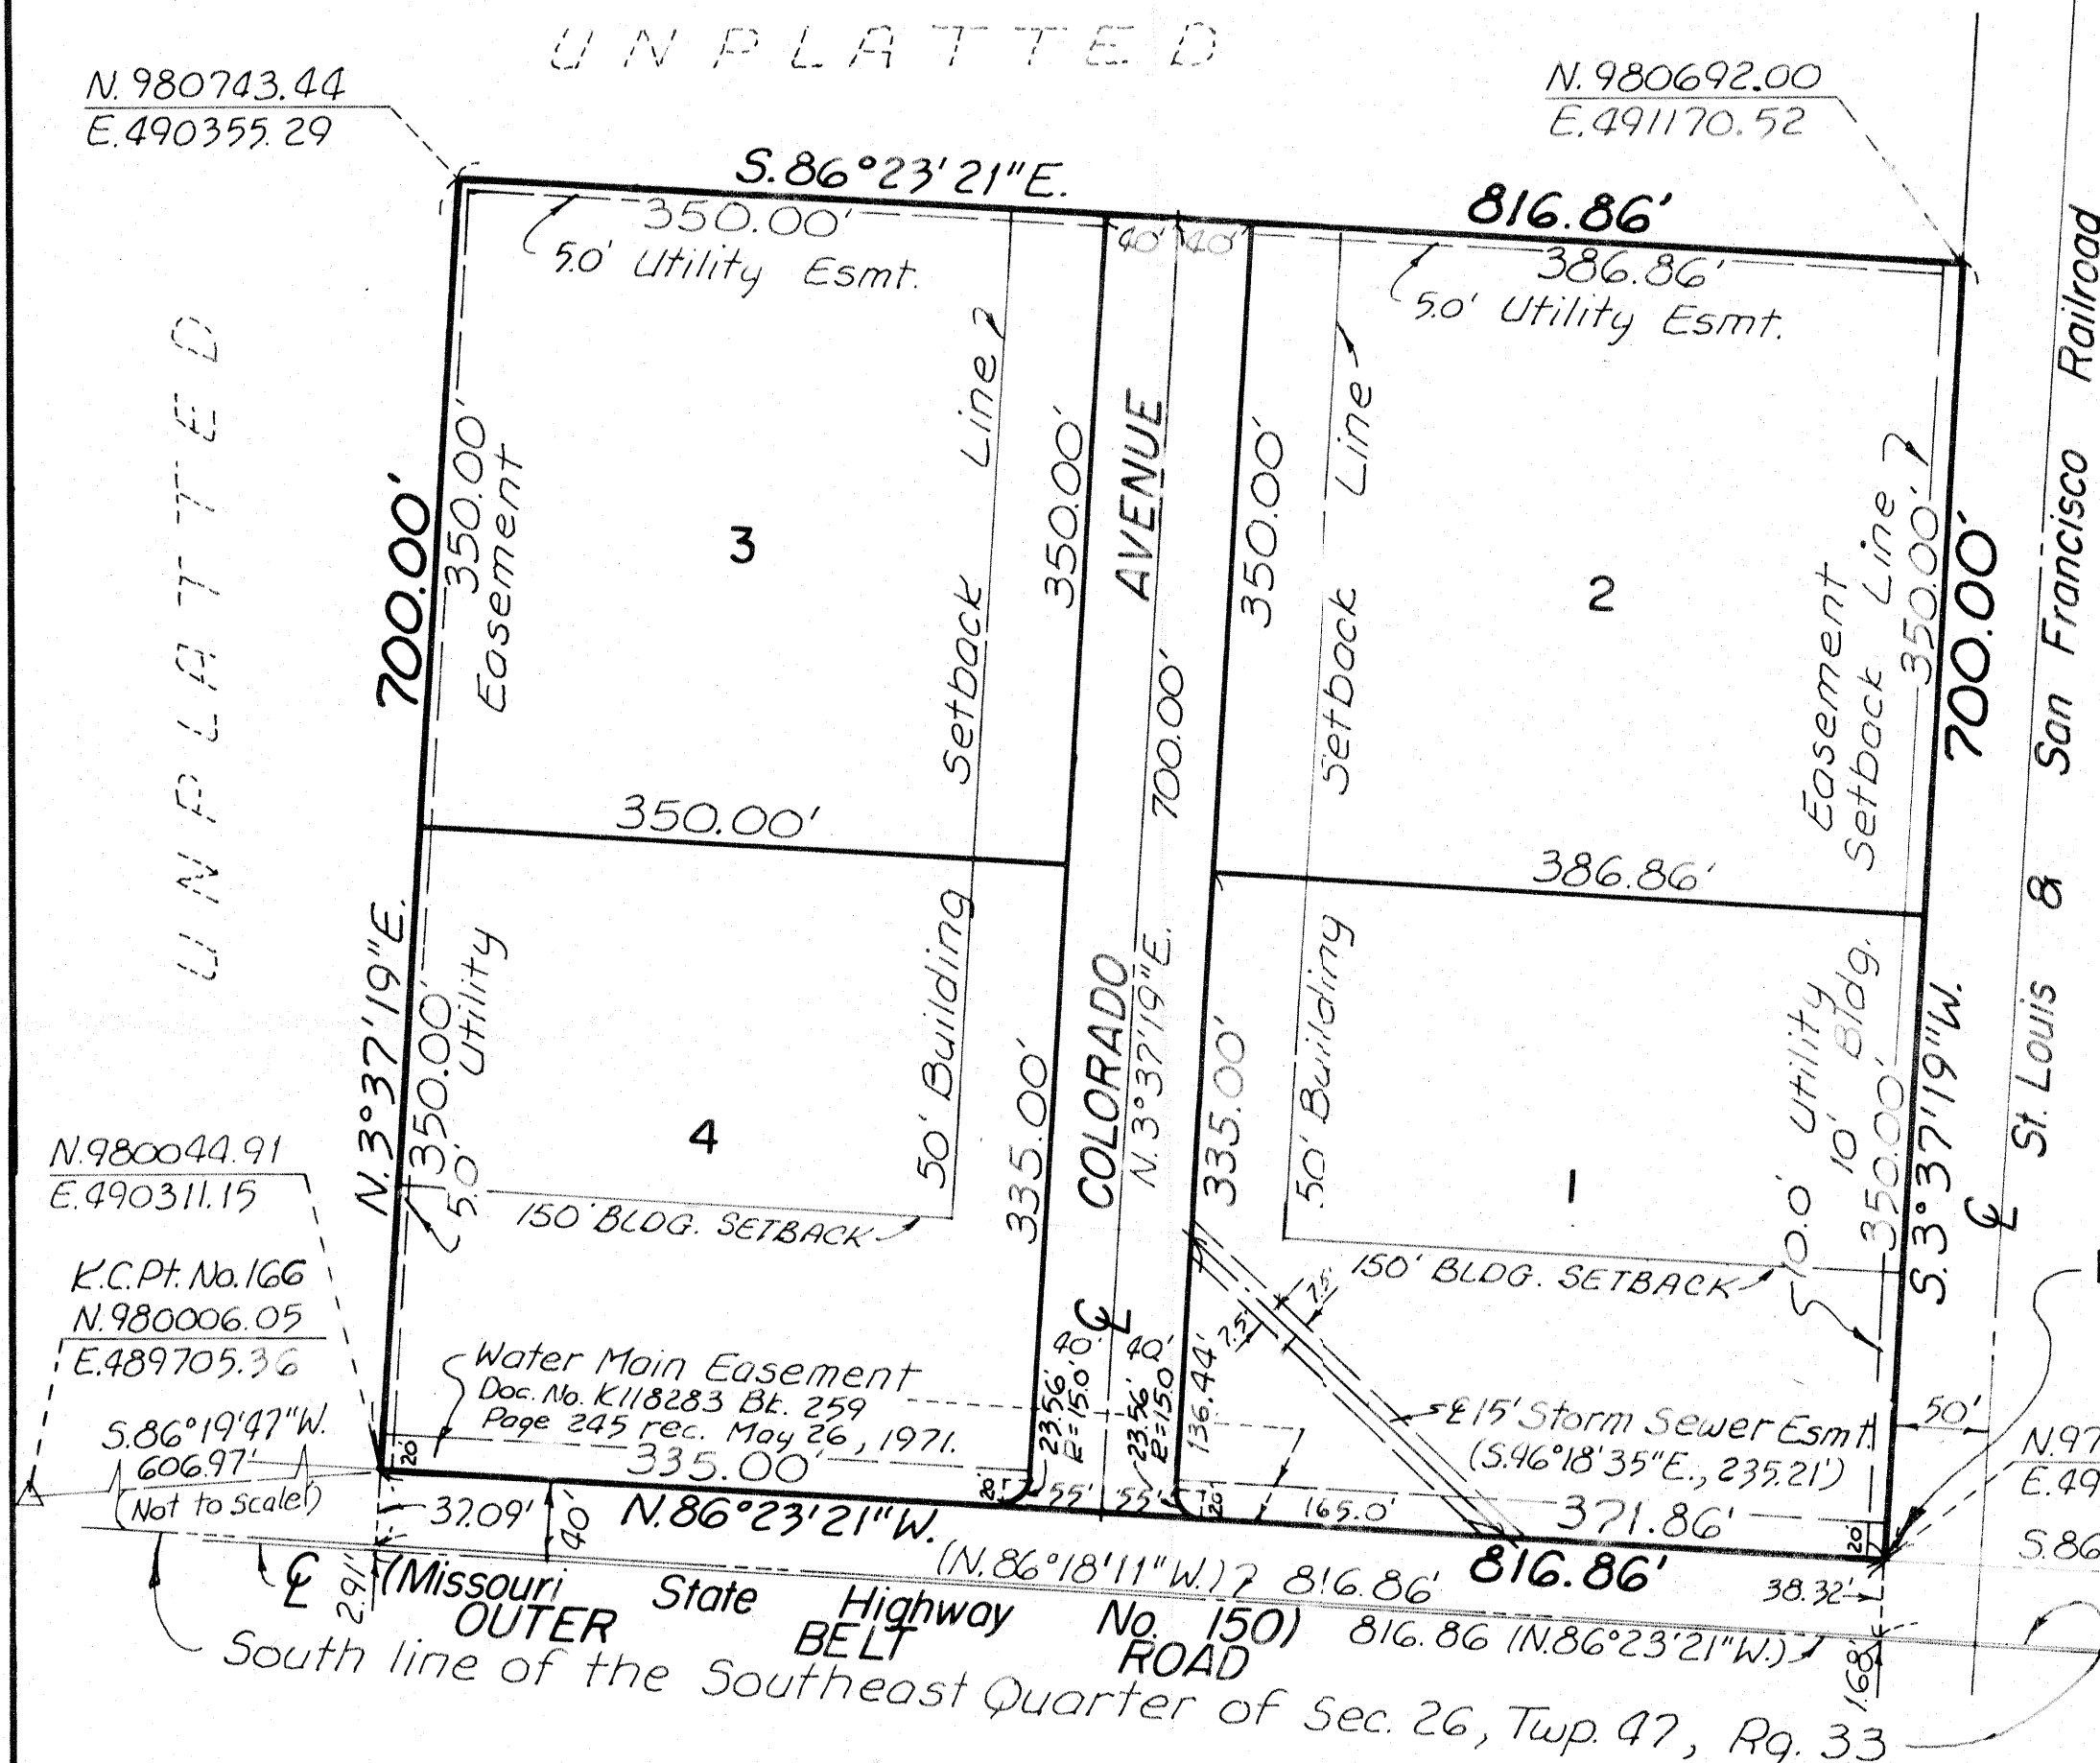 UNPLATTED
N. 980743.44
E. 490355.29
N. 980692.00
E. 491170.52
S. 86°23'21"E.
816.86'
350.00'
5.0' Utility Esmt.
40' 40'
386.86'
5.0' Utility Esmt.
UNPLATTED
700.00'
N. 3°37'19"E.
350.00'
Easement
3
50' Building Setback Line
350.00'
COLORADO AVENUE
N. 3°37'19"E. 700.00'
350.00'
50' Building Setback Line
2
10.0' Utility Easement
10' Bldg. Setback Line
350.00'
700.00'
S. 3°37'19"W.
St. Louis & San Francisco Railroad
350.00'
386.86'
350.00'
5.0' Utility
4
335.00'
335.00'
1
350.00'
150' BLDG. SETBACK
150' BLDG. SETBACK
N. 980044.91
E. 490311.15
K.C. Pt. No. 166
N. 980006.05
E. 489705.36
S. 86°19'47"W.
606.97'
(Not to scale)
Water Main Easement
Doc. No. K118283 Bk. 259
Page 245 rec. May 26, 1971.
335.00'
20'
20'
℄
40' 40'
23.56'
R=15.0'
23.56'
R=15.0'
136.44'
55' 55'
7.5'
7.5'
℄ 15' Storm Sewer Esmt.
(S. 46°18'35"E., 235.21')
20'
165.0'
371.86'
20'
℄
50'
N. 97
E. 49
S. 86
37.09'
40'
N. 86°23'21"W.
816.86'
(N. 86°18'11"W.) 816.86'
38.32'
2.91'
℄
(Missouri State Highway No. 150)
OUTER BELT ROAD
816.86 (N. 86°23'21"W.)
1.68'
South line of the Southeast Quarter of Sec. 26, Twp. 47, Rg. 33